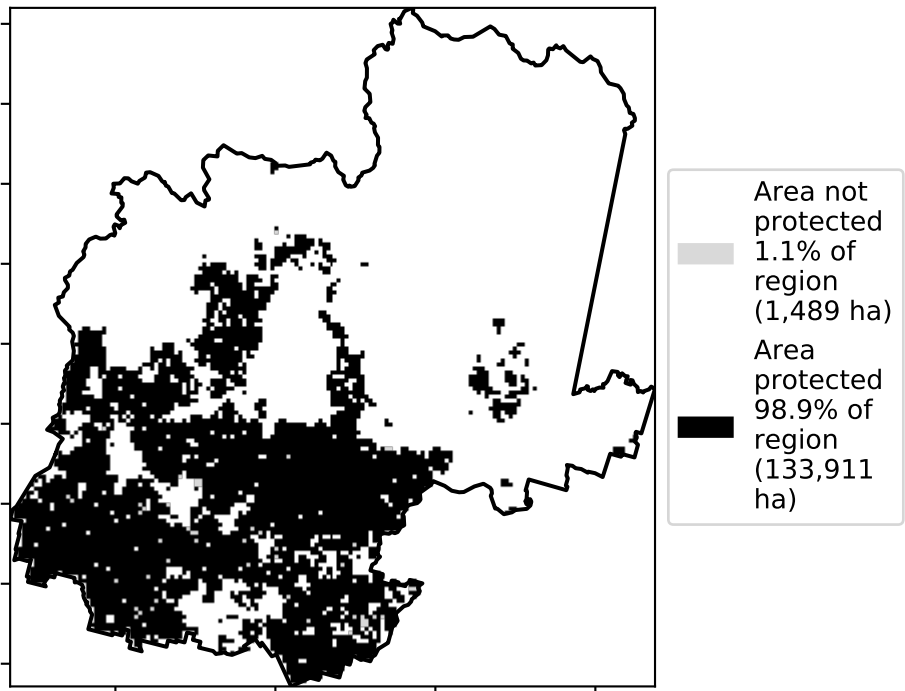 Area not
protected
1.1% of
region
(1,489 ha)
Area
protected
98.9% of
region
(133,911
ha)